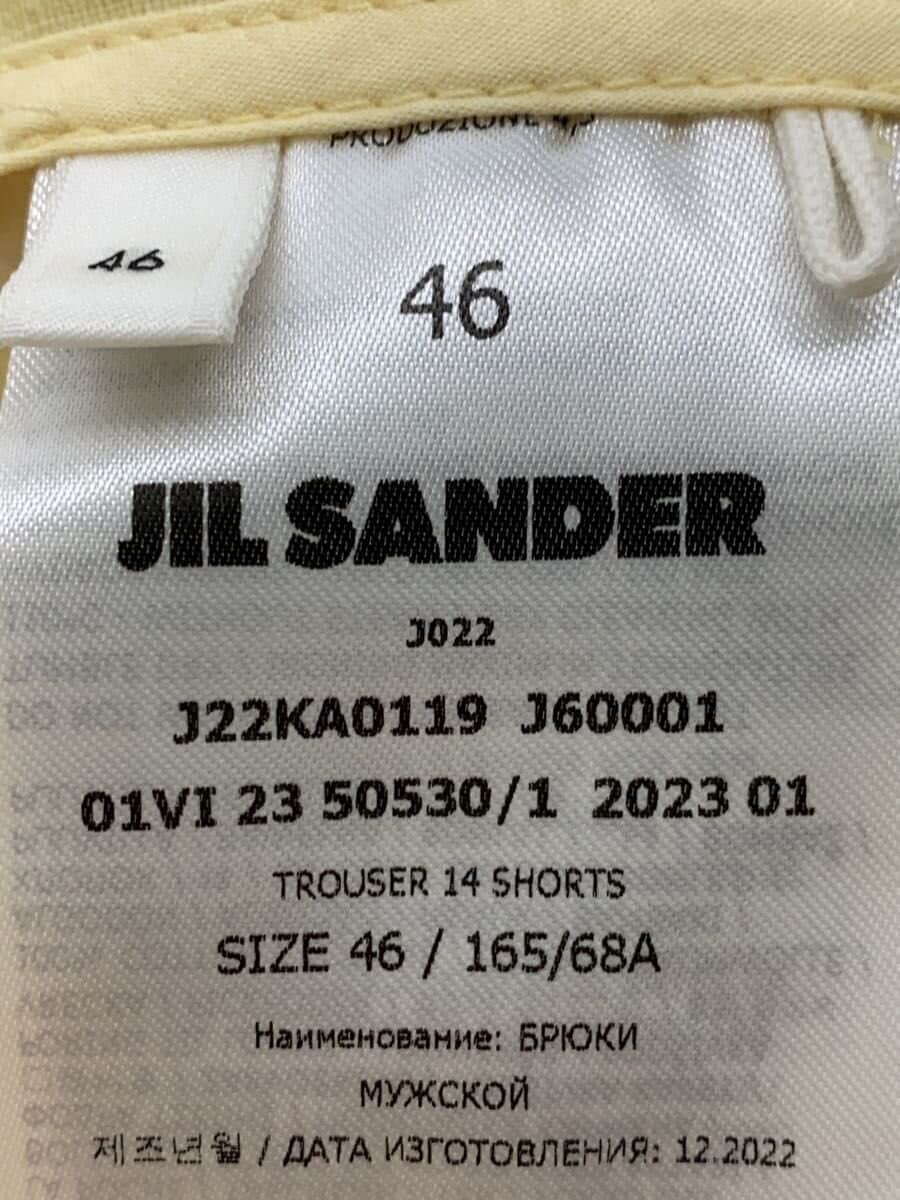 PRODUZIONE
46
46
JIL SANDER
J022
J22KA0119 J60001
01VI 23 50530/1 2023 01
TROUSER 14 SHORTS
SIZE 46 / 165/68A
Наименование: БРЮКИ
МУЖСКОЙ
제조년월 / ДАТА ИЗГОТОВЛЕНИЯ: 12.2022